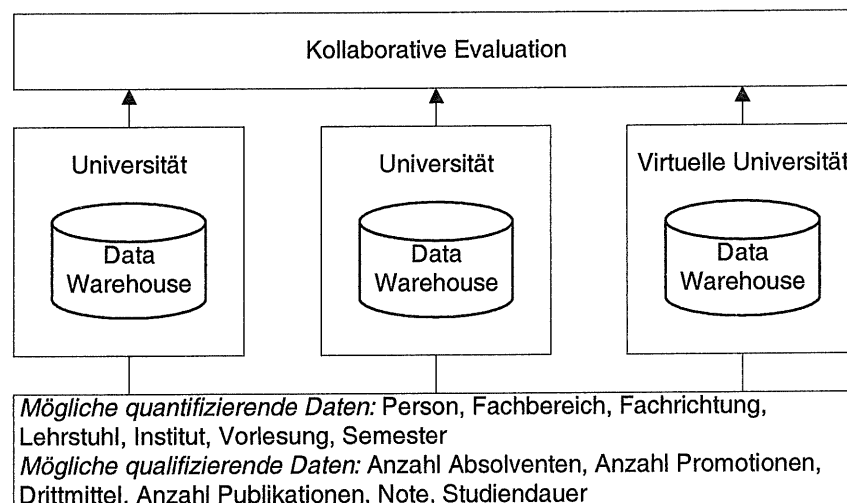 Kollaborative Evaluation
Universität
Universität
Virtuelle Universität
Data
Warehouse
Data
Warehouse
Data
Warehouse
Mögliche quantifizierende Daten: Person, Fachbereich, Fachrichtung,
Lehrstuhl, Institut, Vorlesung, Semester
Mögliche qualifizierende Daten: Anzahl Absolventen, Anzahl Promotionen,
Drittmittel, Anzahl Publikationen, Note, Studiendauer